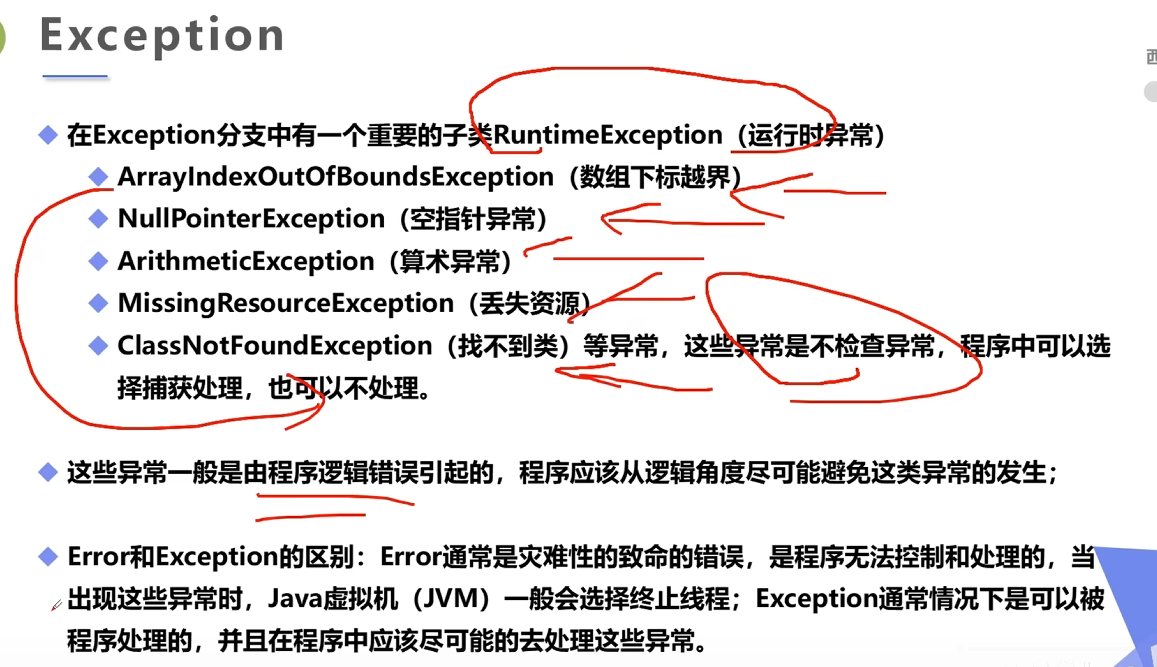 Exception
西
在Exception分支中有一个重要的子类RuntimeException（运行时异常）
ArrayIndexOutOfBoundsException（数组下标越界）
NullPointerException（空指针异常）
ArithmeticException（算术异常）
MissingResourceException（丢失资源）
ClassNotFoundException（找不到类）等异常，这些异常是不检查异常，程序中可以选
择捕获处理，也可以不处理。
这些异常一般是由程序逻辑错误引起的，程序应该从逻辑角度尽可能避免这类异常的发生；
Error和Exception的区别：Error通常是灾难性的致命的错误，是程序无法控制和处理的，当
出现这些异常时，Java虚拟机（JVM）一般会选择终止线程；Exception通常情况下是可以被
程序处理的，并且在程序中应该尽可能的去处理这些异常。